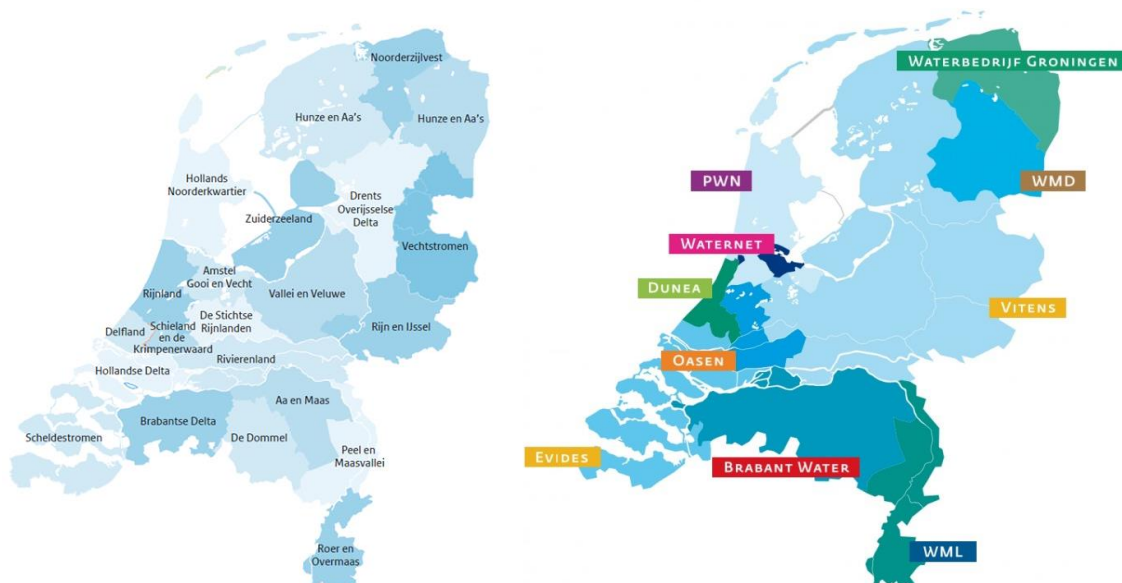 Noorderzijlvest
Hunze en Aa's
Hunze en Aa's
Hollands
Noorderkwartier
Drents
Overijsselse
Delta
Zuiderzeeland
Vechtstromen
Amstel
Gooi en Vecht
Rijnland
Vallei en Veluwe
De Stichtse
Rijnlanden
Delfland
Schieland
en de
Krimpenerwaard
Rijn en IJssel
Rivierenland
Hollandse Delta
Aa en Maas
Brabantse Delta
Scheldestromen
De Dommel
Peel en
Maasvallei
Roer en
Overmaas
WATERBEDRIJF GRONINGEN
PWN
WMD
WATERNET
DUNEA
VITENS
OASEN
EVIDES
BRABANT WATER
WML